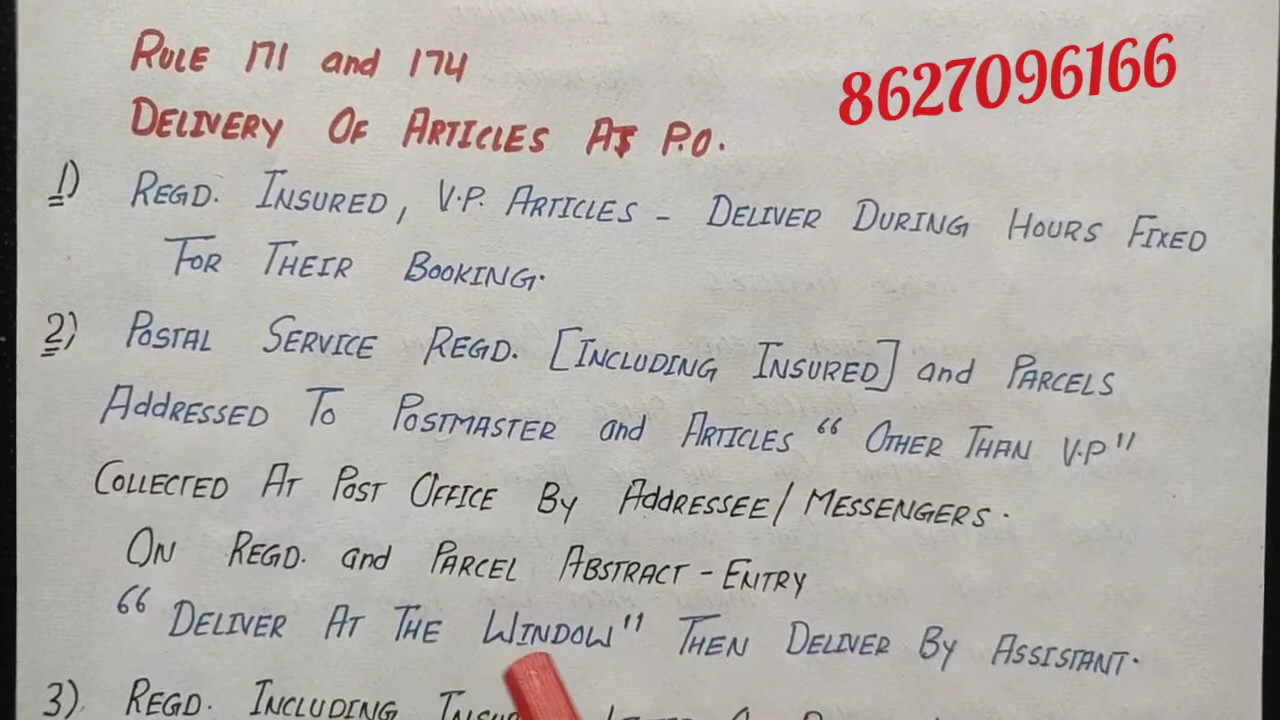 RULE 171 and 174
8627096166
DELIVERY OF ARTICLES AT P.O.
1) REGD. INSURED, V.P. ARTICLES - DELIVER DURING HOURS FIXED
FOR THEIR BOOKING.
2) POSTAL SERVICE REGD. [INCLUDING INSURED] and PARCELS
ADDRESSED TO POSTMASTER and ARTICLES “ OTHER THAN V.P"
COLLECTED AT POST OFFICE BY ADDRESSEE/MESSENGERS.
ON REGD. and PARCEL ABSTRACT - ENTRY
“ DELIVER AT THE WINDOW" THEN DELIVER BY ASSISTANT.
3) REGD. INCLUDING